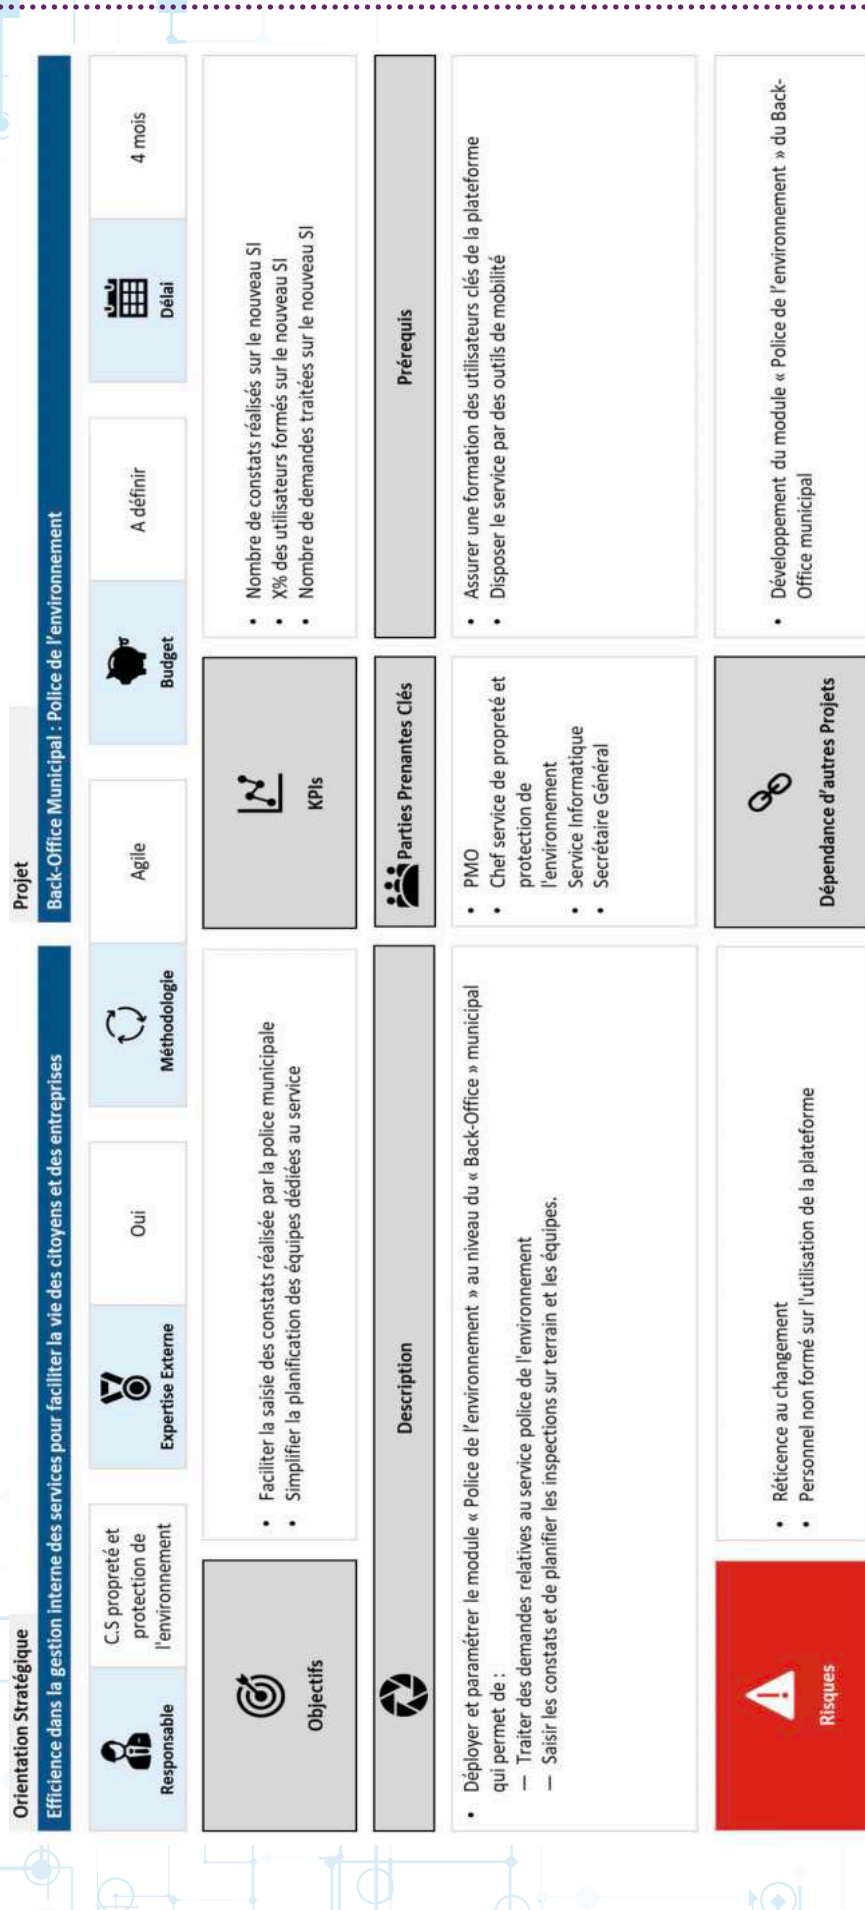 Orientation Stratégique
Efficience dans la gestion interne des services pour faciliter la vie des citoyens et des entreprises
Projet
Back-Office Municipal : Police de l'environnement
Responsable
C.S propreté et
protection de
l'environnement
Expertise Externe
Oui
Méthodologie
Agile
Budget
A définir
Délai
4 mois
Objectifs
• Faciliter la saisie des constats réalisée par la police municipale
• Simplifier la planification des équipes dédiées au service
KPIs
• Nombre de constats réalisés sur le nouveau SI
• X% des utilisateurs formés sur le nouveau SI
• Nombre de demandes traitées sur le nouveau SI
Description
• Déployer et paramétrer le module « Police de l'environnement » au niveau du « Back-Office » municipal
qui permet de :
— Traiter des demandes relatives au service police de l'environnement
— Saisir les constats et de planifier les inspections sur terrain et les équipes.
Parties Prenantes Clés
• PMO
• Chef service de propreté et
protection de
l'environnement
• Service Informatique
• Secrétaire Général
Prérequis
• Assurer une formation des utilisateurs clés de la plateforme
• Disposer le service par des outils de mobilité
Risques
• Réticence au changement
• Personnel non formé sur l'utilisation de la plateforme
Dépendance d'autres Projets
• Développement du module « Police de l'environnement » du Back-
Office municipal